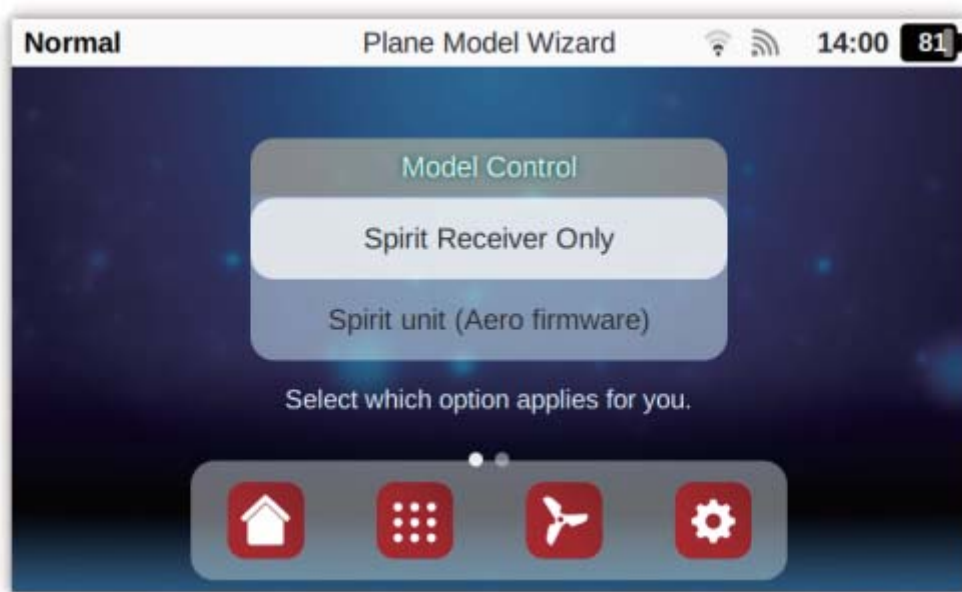 Normal Plane Model Wizard 14:00 81
Model Control
Spirit Receiver Only
Spirit unit (Aero firmware)
Select which option applies for you.